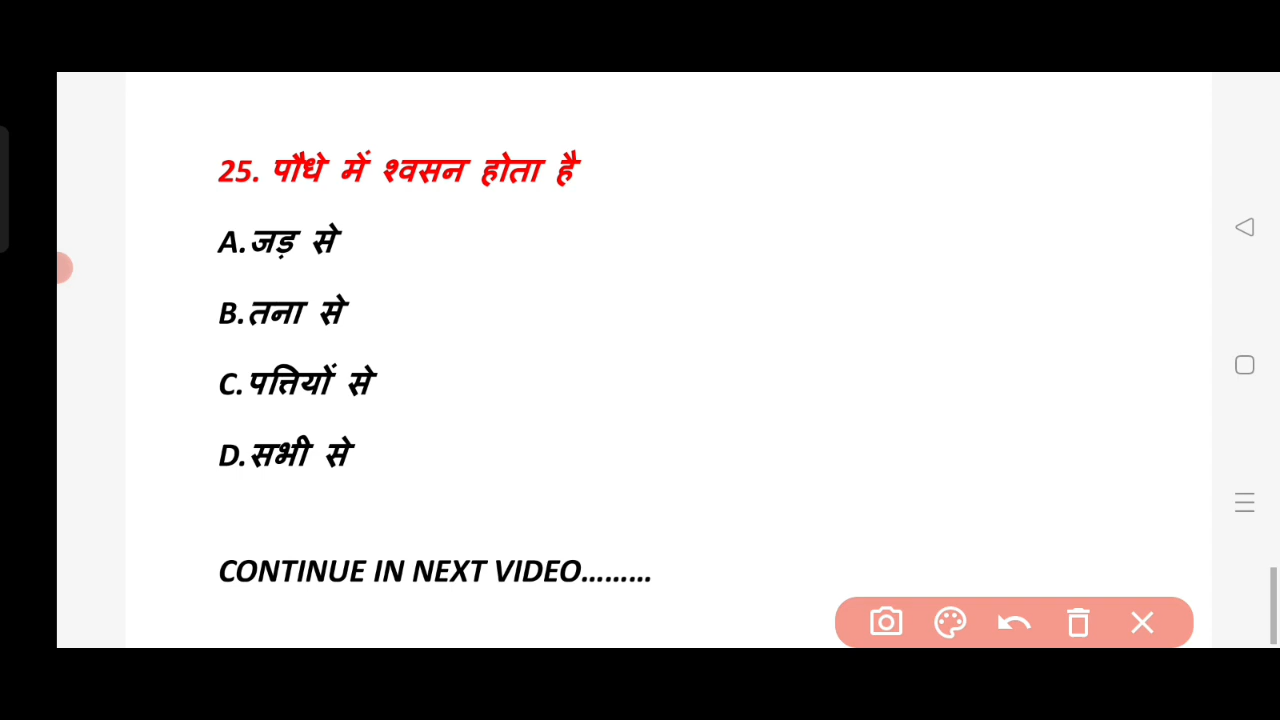 25. पौधे में श्वसन होता है
A.जड़ से
B.तना से
C.पत्तियों से
D.सभी से
CONTINUE IN NEXT VIDEO.........